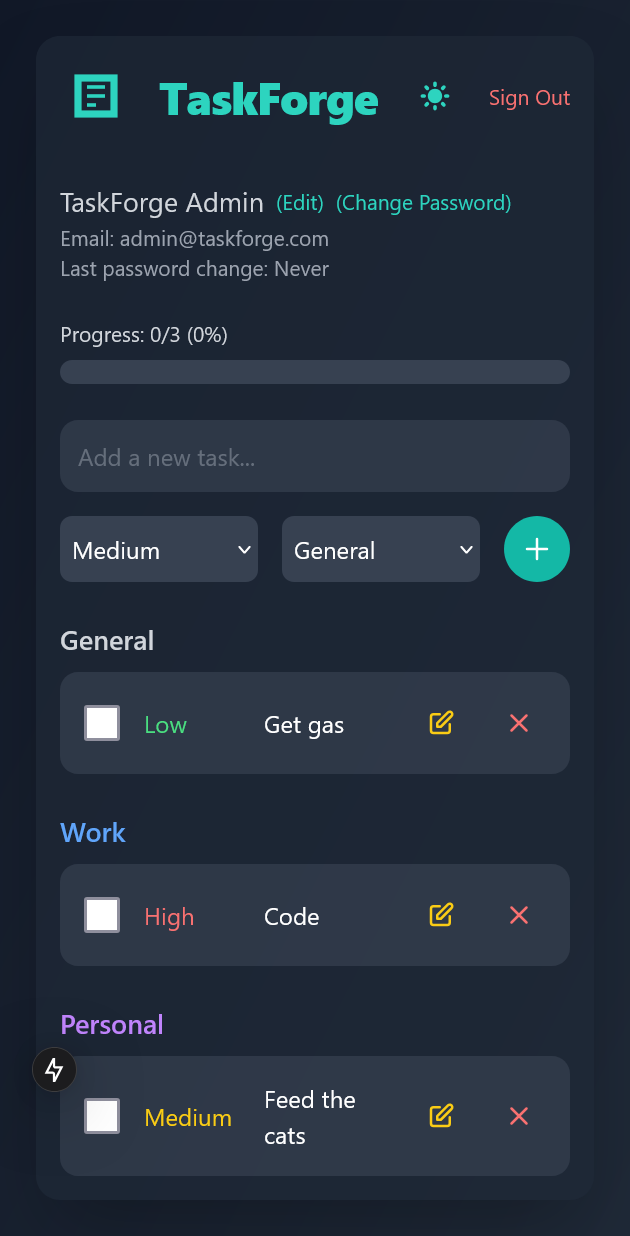 TaskForge
Sign Out
TaskForge Admin (Edit) (Change Password)
Email: admin@taskforge.com
Last password change: Never
Progress: 0/3 (0%)
Add a new task...
Medium General
General
Low Get gas
Work
High Code
Personal
Medium Feed the
cats